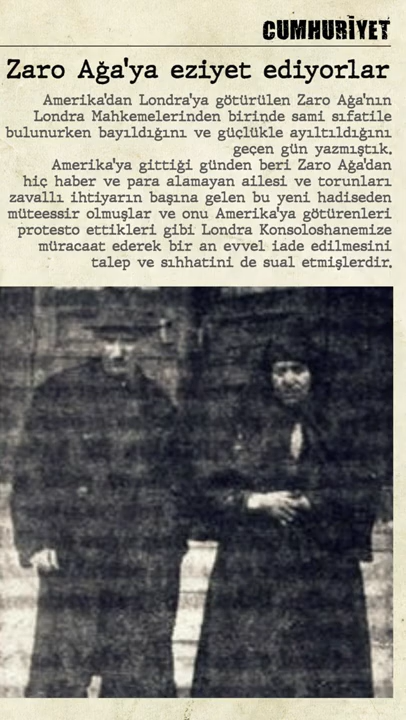 CUMHURİYET
Zaro Ağa'ya eziyet ediyorlar
Amerika'dan Londra'ya götürülen Zaro Ağa'nın
Londra Mahkemelerinden birinde sami sıfatile
bulunurken bayıldığını ve güçlükle ayıltıldığını
geçen gün yazmıştık.
Amerika'ya gittiği günden beri Zaro Ağa'dan
hiç haber ve para alamayan ailesi ve torunları
zavallı ihtiyarın başına gelen bu yeni hadiseden
müteessir olmuşlar ve onu Amerika'ya götürenleri
protesto ettikleri gibi Londra Konsoloshanemize
müracaat ederek bir an evvel iade edilmesini
talep ve sıhhatini de sual etmişlerdir.